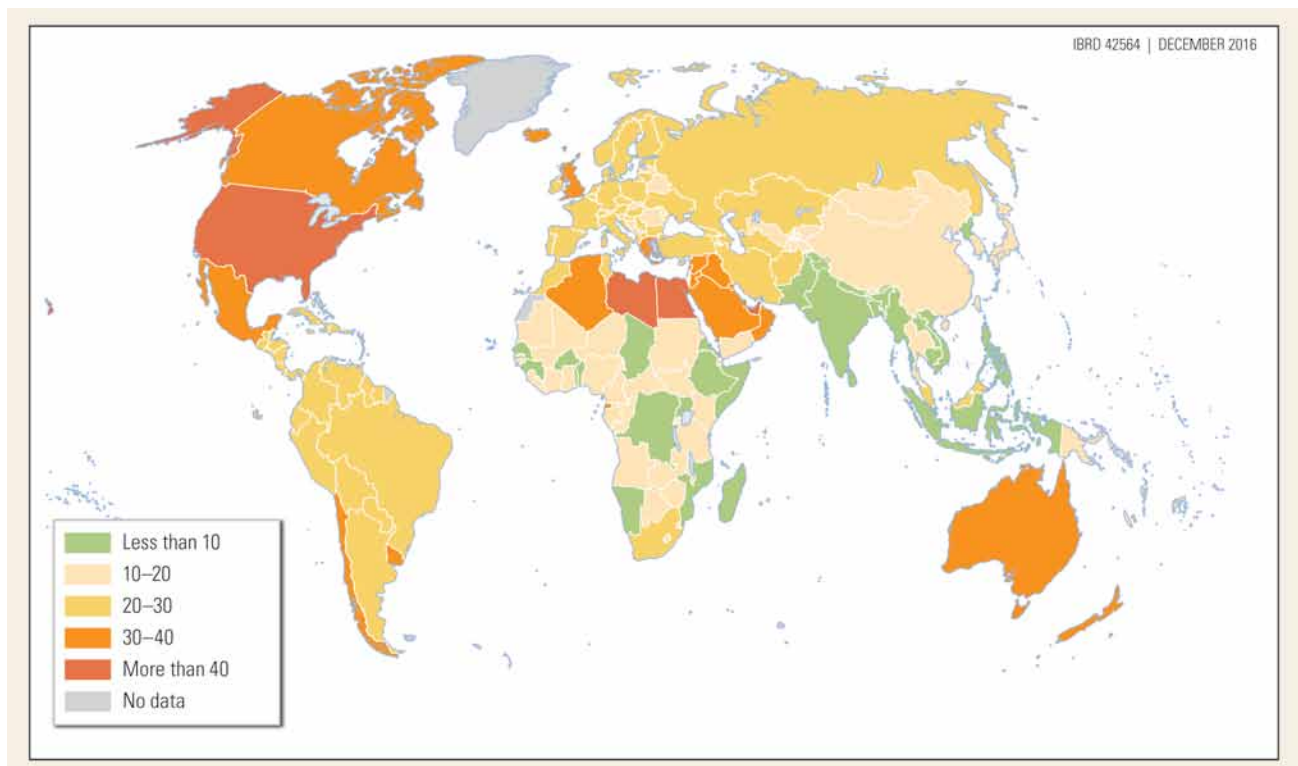 IBRD 42564 | DECEMBER 2016
Less than 10
10–20
20–30
30–40
More than 40
No data